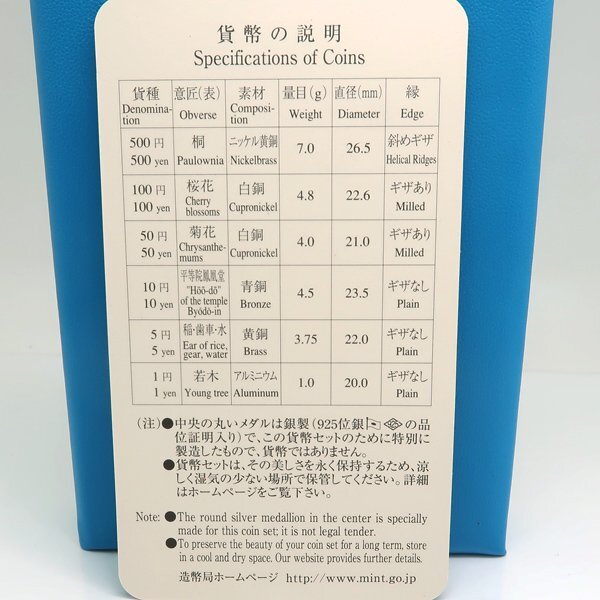 貨幣の説明
Specifications of Coins
貨種 意匠(表) 素材 量目(g) 直径(mm) 縁
Denomina-tion Obverse Composi-tion Weight Diameter Edge
500円 桐 ニッケル黄銅 7.0 26.5 斜めギザ
500 yen Paulownia Nickelbrass Helical Ridges
100円 桜花 白銅 4.8 22.6 ギザあり
100 yen Cherry blossoms Cupronickel Milled
50円 菊花 白銅 4.0 21.0 ギザあり
50 yen Chrysanthe-mums Cupronickel Milled
10円 平等院鳳凰堂 青銅 4.5 23.5 ギザなし
10 yen "Hōō-dō" of the temple Byōdō-in Bronze Plain
5円 稲・歯車・水 黄銅 3.75 22.0 ギザなし
5 yen Ear of rice, gear, water Brass Plain
1円 若木 アルミニウム 1.0 20.0 ギザなし
1 yen Young tree Aluminum Plain
(注)●中央の丸いメダルは銀製(925位銀の品
位証明入り)で、この貨幣セットのために特別に
製造したもので、貨幣ではありません。
●貨幣セットは、その美しさを永く保持するため、涼
しく湿気の少ない場所で保管してください。詳細
はホームページをご覧下さい。
Note: ●The round silver medallion in the center is specially
made for this coin set; it is not legal tender.
●To preserve the beauty of your coin set for a long term, store
in a cool and dry space. Our website provides further details.
造幣局ホームページ http://www.mint.go.jp